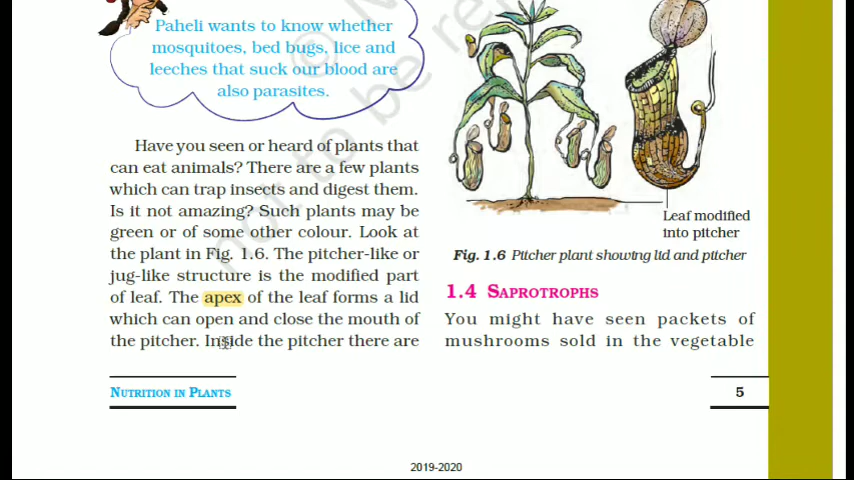 Paheli wants to know whether
mosquitoes, bed bugs, lice and
leeches that suck our blood are
also parasites.
Have you seen or heard of plants that
can eat animals? There are a few plants
which can trap insects and digest them.
Is it not amazing? Such plants may be
green or of some other colour. Look at
the plant in Fig. 1.6. The pitcher-like or
jug-like structure is the modified part
of leaf. The apex of the leaf forms a lid
which can open and close the mouth of
the pitcher. Inside the pitcher there are
Leaf modified
into pitcher
Fig. 1.6 Pitcher plant showing lid and pitcher
1.4 SAPROTROPHS
You might have seen packets of
mushrooms sold in the vegetable
NUTRITION IN PLANTS
5
2019-2020